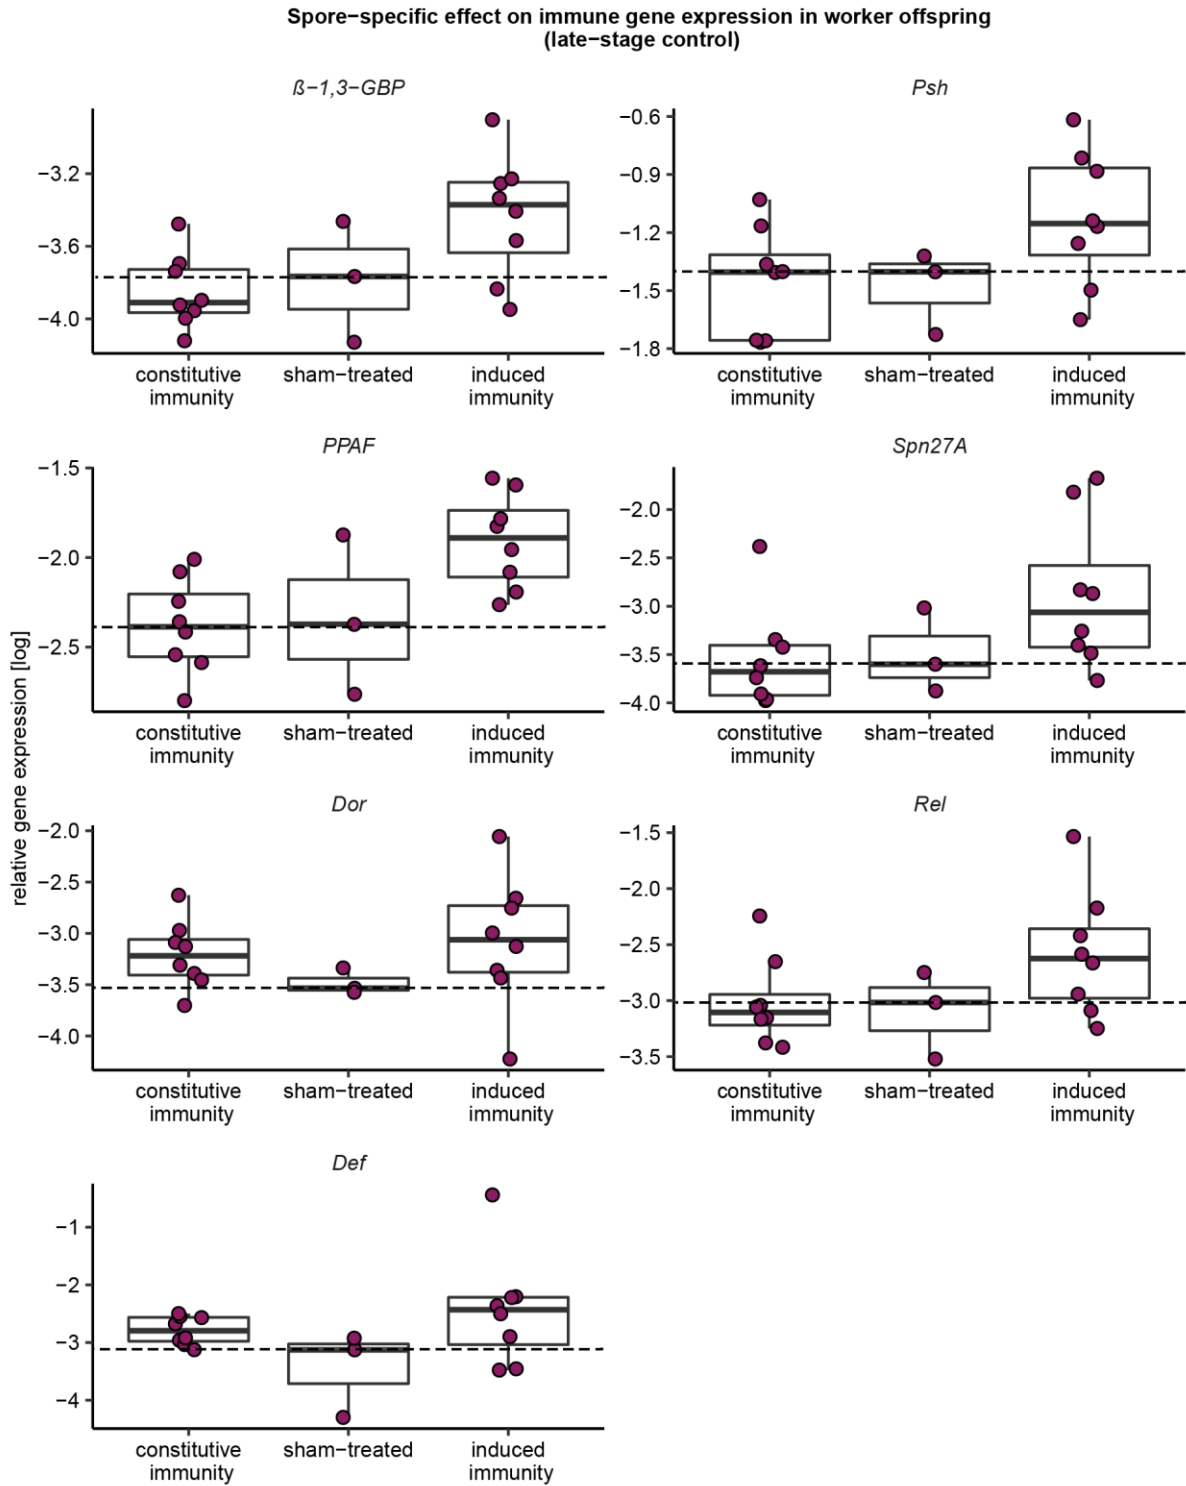 Spore−specific effect on immune gene expression in worker offspring
(late−stage control)
relative gene expression [log]
ß−1,3−GBP
−3.2
−3.6
−4.0
constitutive immunity
sham−treated
induced immunity
Psh
−0.6
−0.9
−1.2
−1.5
−1.8
constitutive immunity
sham−treated
induced immunity
PPAF
−1.5
−2.0
−2.5
constitutive immunity
sham−treated
induced immunity
Spn27A
−2.0
−2.5
−3.0
−3.5
−4.0
constitutive immunity
sham−treated
induced immunity
Dor
−2.0
−2.5
−3.0
−3.5
−4.0
constitutive immunity
sham−treated
induced immunity
Rel
−1.5
−2.0
−2.5
−3.0
−3.5
constitutive immunity
sham−treated
induced immunity
Def
−1
−2
−3
−4
constitutive immunity
sham−treated
induced immunity